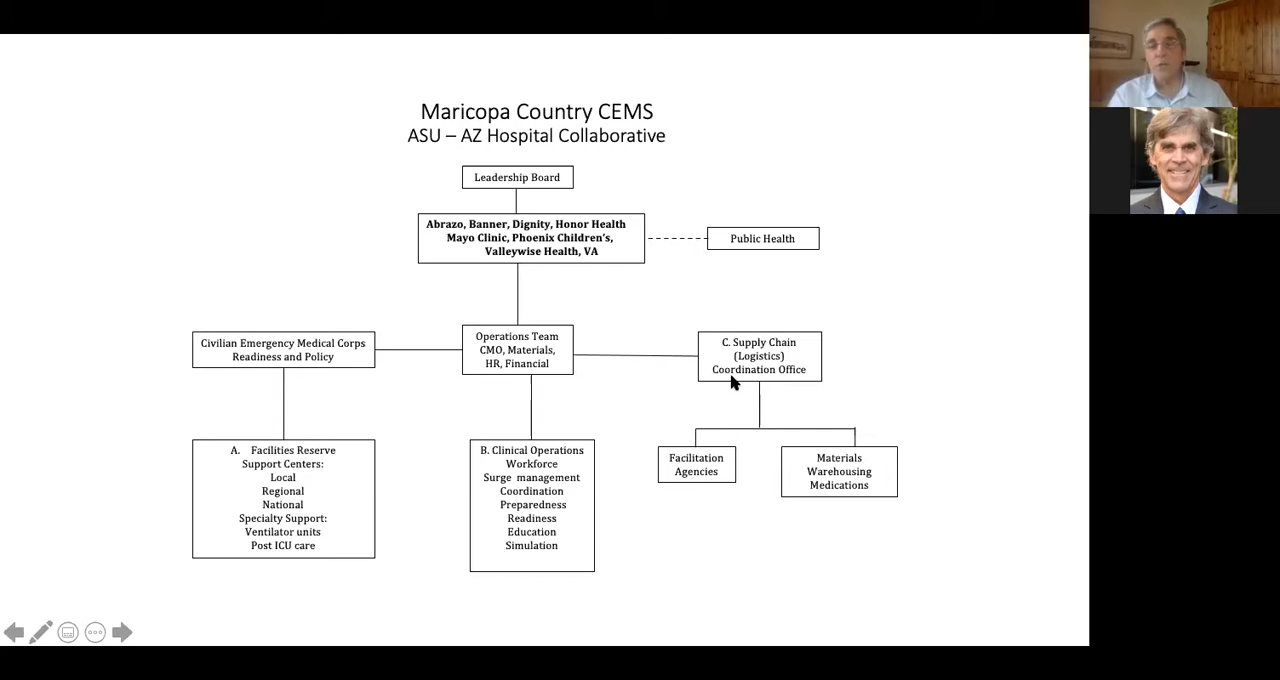 Maricopa Country CEMS
ASU – AZ Hospital Collaborative
Leadership Board
Abrazo, Banner, Dignity, Honor Health
Mayo Clinic, Phoenix Children's,
Valleywise Health, VA
Public Health
Civilian Emergency Medical Corps
Readiness and Policy
Operations Team
CMO, Materials,
HR, Financial
C. Supply Chain
(Logistics)
Coordination Office
A. Facilities Reserve
Support Centers:
Local
Regional
National
Specialty Support:
Ventilator units
Post ICU care
B. Clinical Operations
Workforce
Surge management
Coordination
Preparedness
Readiness
Education
Simulation
Facilitation
Agencies
Materials
Warehousing
Medications